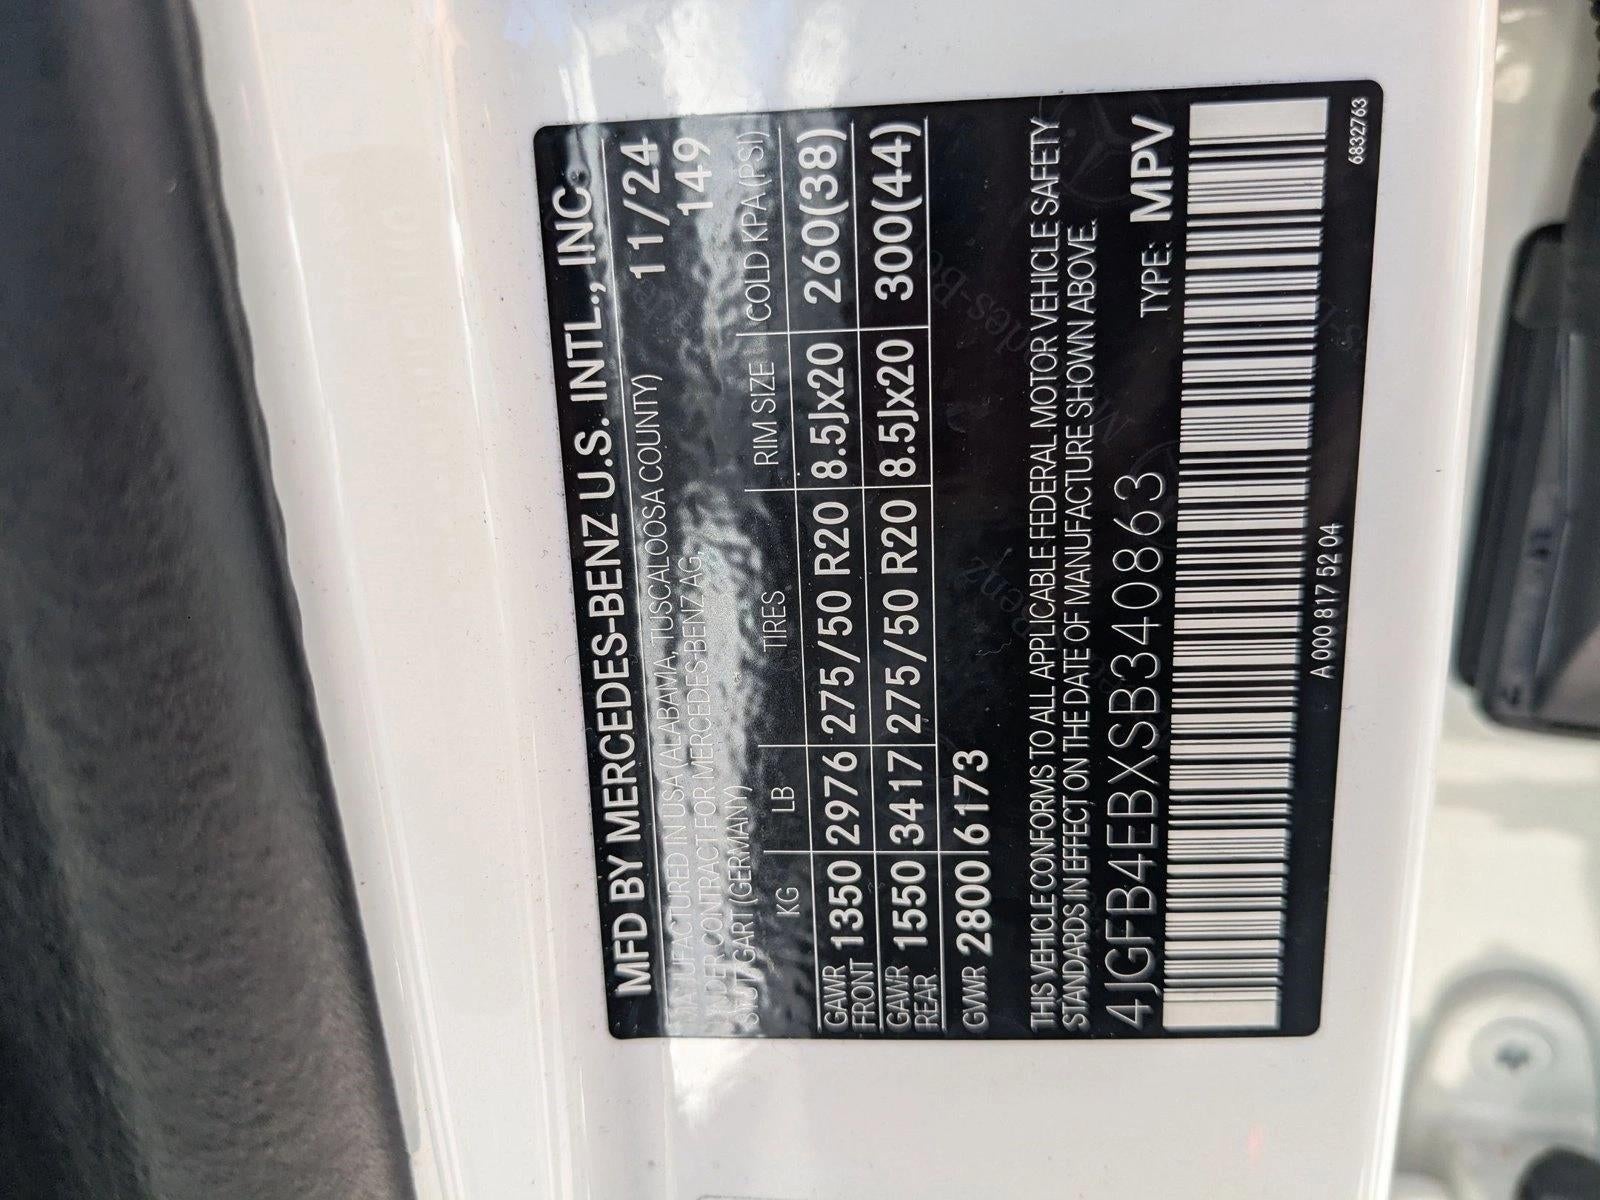 MFD BY MERCEDES-BENZ U.S. INTL., INC.
MANUFACTURED IN USA (ALABAMA, TUSCALOOSA COUNTY) 11/24
UNDER CONTRACT FOR MERCEDES-BENZ AG, 149
STUTTGART (GERMANY)
KG LB TIRES RIM SIZE COLD KPA (PSI)
GAWR FRONT 1350 2976 275/50 R20 8.5Jx20 260(38)
GAWR REAR 1550 3417 275/50 R20 8.5Jx20 300(44)
GVWR 2800 6173
THIS VEHICLE CONFORMS TO ALL APPLICABLE FEDERAL MOTOR VEHICLE SAFETY
STANDARDS IN EFFECT ON THE DATE OF MANUFACTURE SHOWN ABOVE.
4JGFB4EBXSB340863 TYPE: MPV
A 000 817 52 04 6832763